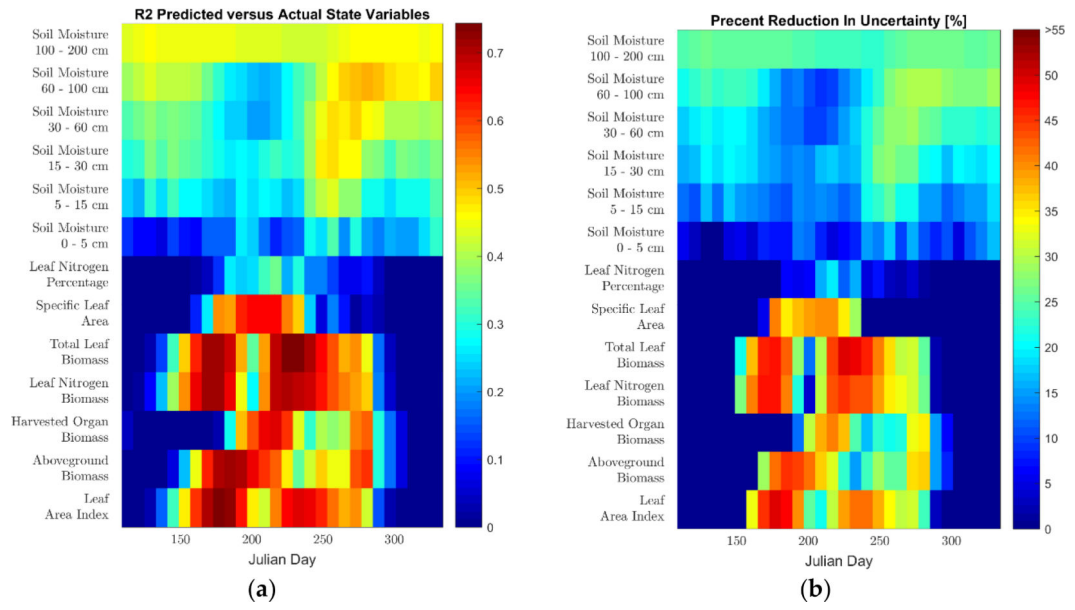 R2 Predicted versus Actual State Variables
Soil Moisture
100 - 200 cm
Soil Moisture
60 - 100 cm
Soil Moisture
30 - 60 cm
Soil Moisture
15 - 30 cm
Soil Moisture
5 - 15 cm
Soil Moisture
0 - 5 cm
Leaf Nitrogen
Percentage
Specific Leaf
Area
Total Leaf
Biomass
Leaf Nitrogen
Biomass
Harvested Organ
Biomass
Aboveground
Biomass
Leaf
Area Index
150
200
250
300
Julian Day
0.7
0.6
0.5
0.4
0.3
0.2
0.1
0
(a)
Precent Reduction In Uncertainty [%]
Soil Moisture
100 - 200 cm
Soil Moisture
60 - 100 cm
Soil Moisture
30 - 60 cm
Soil Moisture
15 - 30 cm
Soil Moisture
5 - 15 cm
Soil Moisture
0 - 5 cm
Leaf Nitrogen
Percentage
Specific Leaf
Area
Total Leaf
Biomass
Leaf Nitrogen
Biomass
Harvested Organ
Biomass
Aboveground
Biomass
Leaf
Area Index
150
200
250
300
Julian Day
>55
50
45
40
35
30
25
20
15
10
5
0
(b)